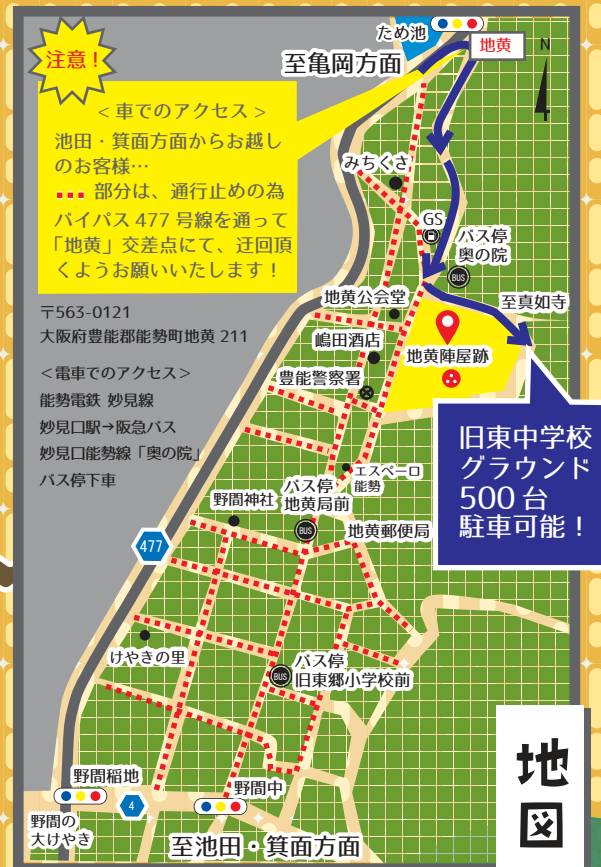 ため池
地黄
至亀岡方面
N
注意！
＜車でのアクセス＞
池田・箕面方面からお越し
のお客様…
…部分は、通行止めの為
バイパス 477 号線を通って
「地黄」交差点にて、迂回頂
くようお願いいたします！
みちくさ
GS
バス停
奥の院
BUS
至真如寺
〒563-0121
大阪府豊能郡能勢町地黄 211
＜電車でのアクセス＞
能勢電鉄 妙見線
妙見口駅→阪急バス
妙見口能勢線「奥の院」
バス停下車
地黄公会堂
嶋田酒店
地黄陣屋跡
豊能警察署
旧東中学校
グラウンド
500 台
駐車可能！
エスペーロ
能勢
バス停
地黄局前
野間神社
BUS
地黄郵便局
477
けやきの里
バス停
旧東郷小学校前
BUS
地図
野間稲地
4
野間中
野間の
大けやき
至池田・箕面方面